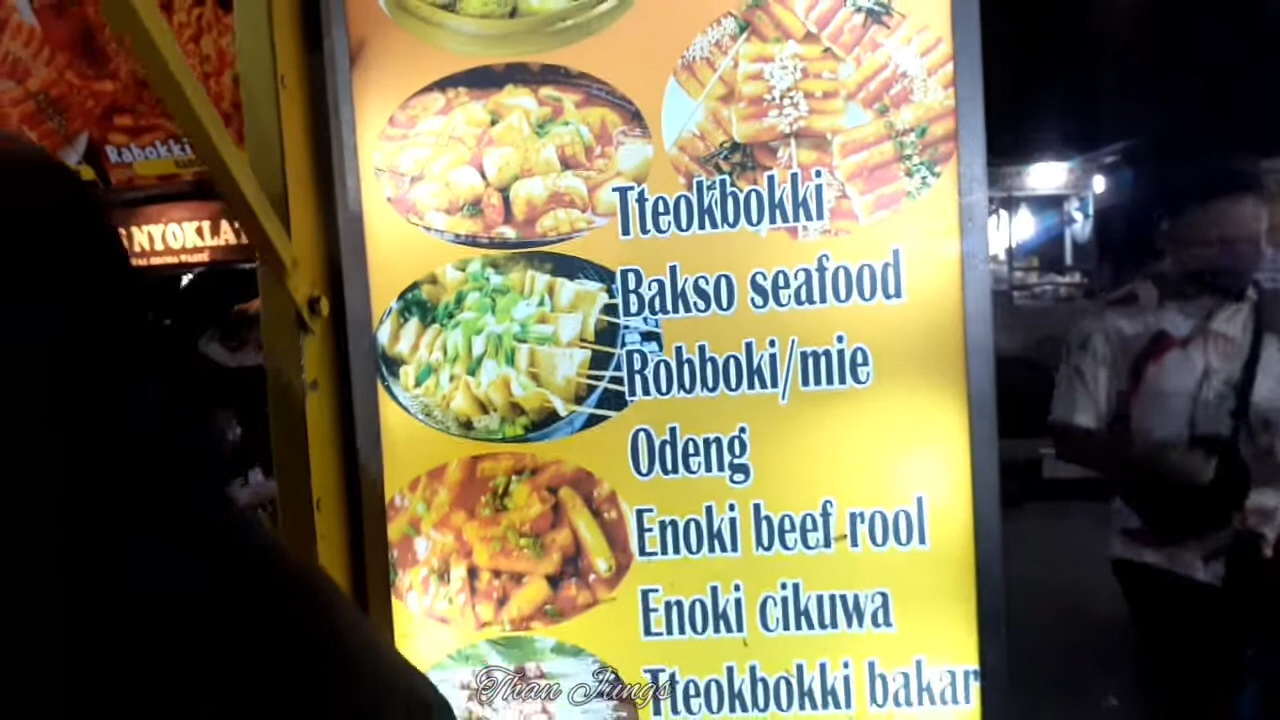 Rabokki
NYOKLAT
Tteokbokki
Bakso seafood
Robboki/mie
Odeng
Enoki beef rool
Enoki cikuwa
Tteokbokki bakar
Than Jungs